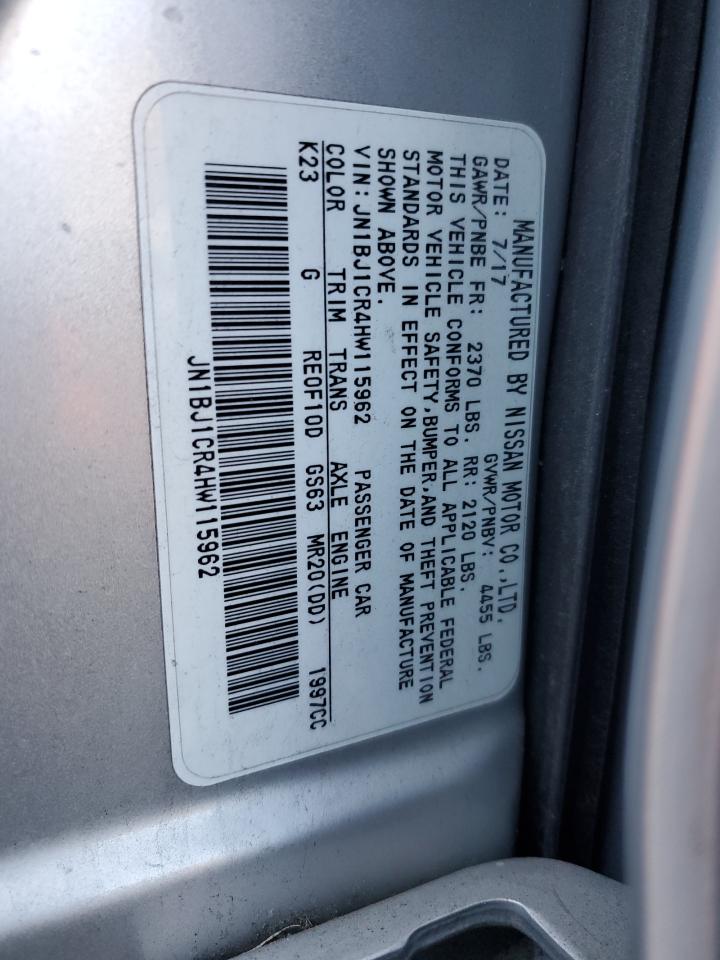 MANUFACTURED BY NISSAN MOTOR CO.,LTD.
DATE: 7/17 GVWR/PNBV: 4455 LBS.
GAWR/PNBE FR: 2370 LBS. RR: 2120 LBS.
THIS VEHICLE CONFORMS TO ALL APPLICABLE FEDERAL
MOTOR VEHICLE SAFETY,BUMPER,AND THEFT PREVENTION
STANDARDS IN EFFECT ON THE DATE OF MANUFACTURE
SHOWN ABOVE.
VIN:JN1BJ1CR4HW115962 PASSENGER CAR
COLOR TRIM TRANS AXLE ENGINE
K23 G RE0F10D GS63 MR20(DD) 1997CC
JN1BJ1CR4HW115962